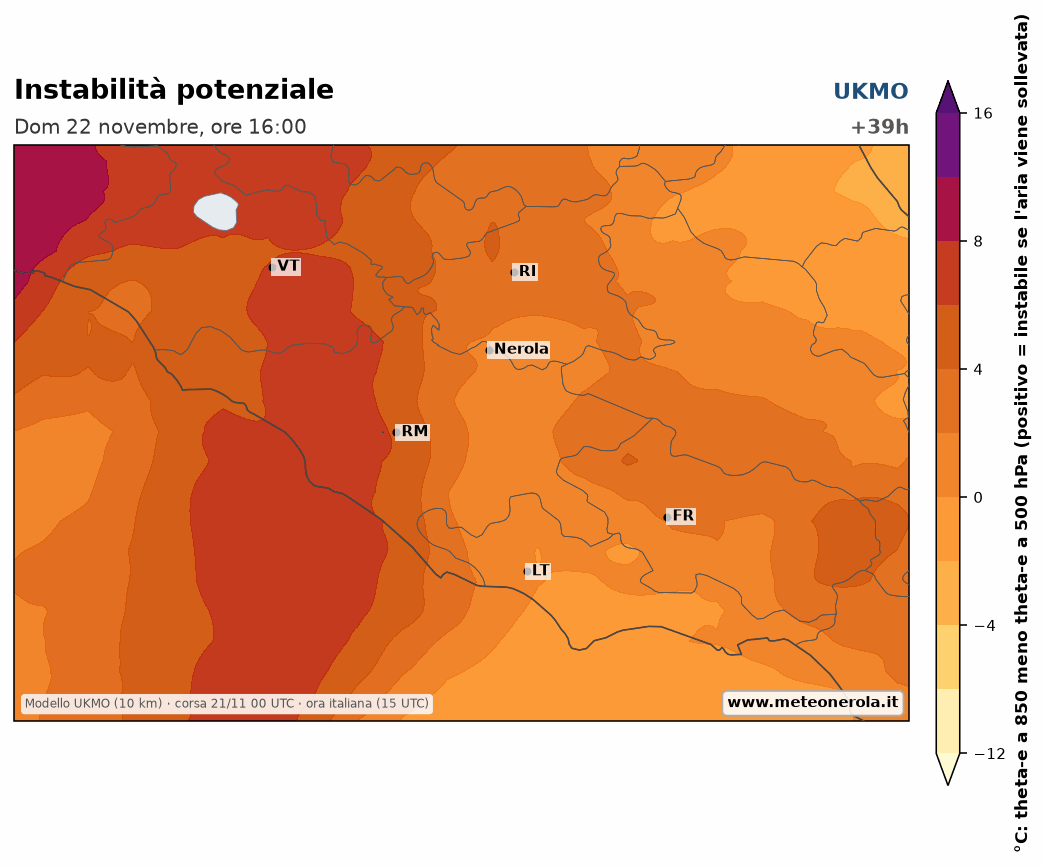 Instabilità potenziale
UKMO
Dom 22 novembre, ore 16:00
+39h
VT
RI
Nerola
RM
FR
LT
Modello UKMO (10 km) · corsa 21/11 00 UTC · ora italiana (15 UTC)
www.meteonerola.it
16
8
4
0
−4
−12
°C: theta-e a 850 meno theta-e a 500 hPa (positivo = instabile se l'aria viene sollevata)